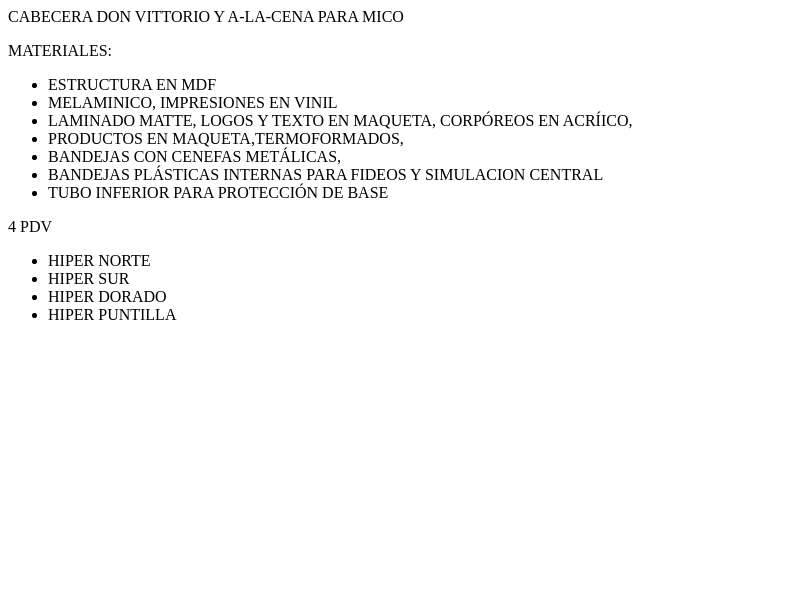 CABECERA DON VITTORIO Y A-LA-CENA PARA MICO
MATERIALES:
ESTRUCTURA EN MDF
MELAMINICO, IMPRESIONES EN VINIL
LAMINADO MATTE, LOGOS Y TEXTO EN MAQUETA, CORPÓREOS EN ACRÍICO,
PRODUCTOS EN MAQUETA,TERMOFORMADOS,
BANDEJAS CON CENEFAS METÁLICAS,
BANDEJAS PLÁSTICAS INTERNAS PARA FIDEOS Y SIMULACION CENTRAL
TUBO INFERIOR PARA PROTECCIÓN DE BASE
4 PDV
HIPER NORTE
HIPER SUR
HIPER DORADO
HIPER PUNTILLA